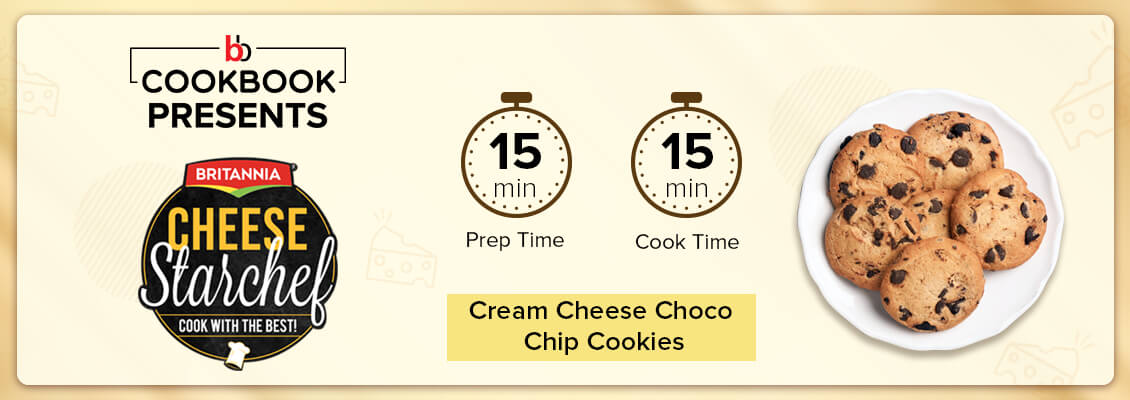 bb
COOKBOOK
PRESENTS
BRITANNIA
CHEESE
Starchef
COOK WITH THE BEST!
15
min
Prep Time
15
min
Cook Time
Cream Cheese Choco
Chip Cookies